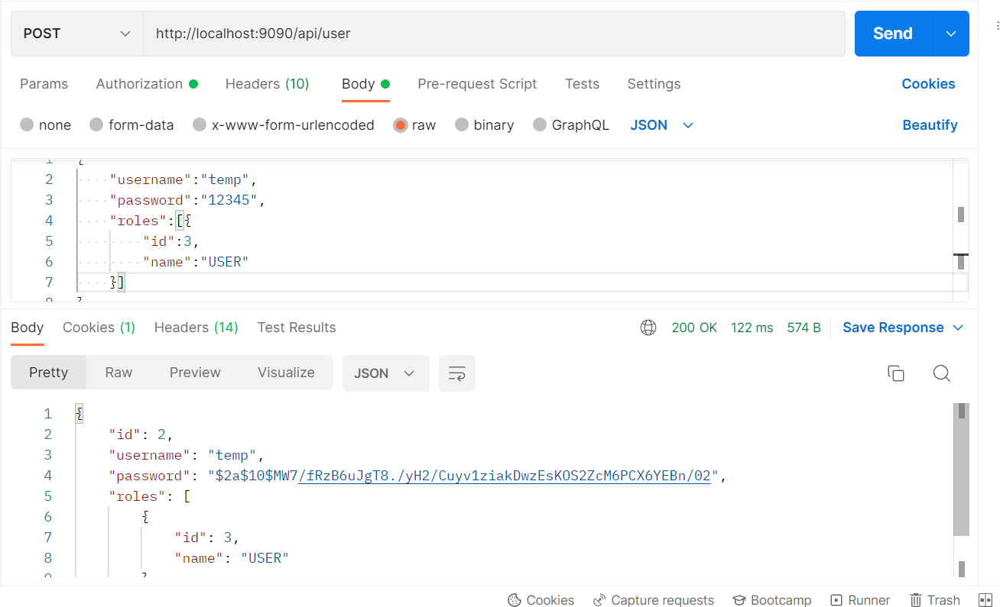 POST http://localhost:9090/api/user Send
Params Authorization Headers (10) Body Pre-request Script Tests Settings Cookies
none form-data x-www-form-urlencoded raw binary GraphQL JSON Beautify
1 {
2 "username":"temp",
3 "password":"12345",
4 "roles":[{
5 "id":3,
6 "name":"USER"
7 }]
8 }
Body Cookies (1) Headers (14) Test Results 200 OK 122 ms 574 B Save Response
Pretty Raw Preview Visualize JSON
1 {
2 "id": 2,
3 "username": "temp",
4 "password": "$2a$10$MW7/fRzB6uJgT8./yH2/Cuyv1ziakDwzEsKOS2ZcM6PCX6YEBn/02",
5 "roles": [
6 {
7 "id": 3,
8 "name": "USER"
9 }
Cookies Capture requests Bootcamp Runner Trash